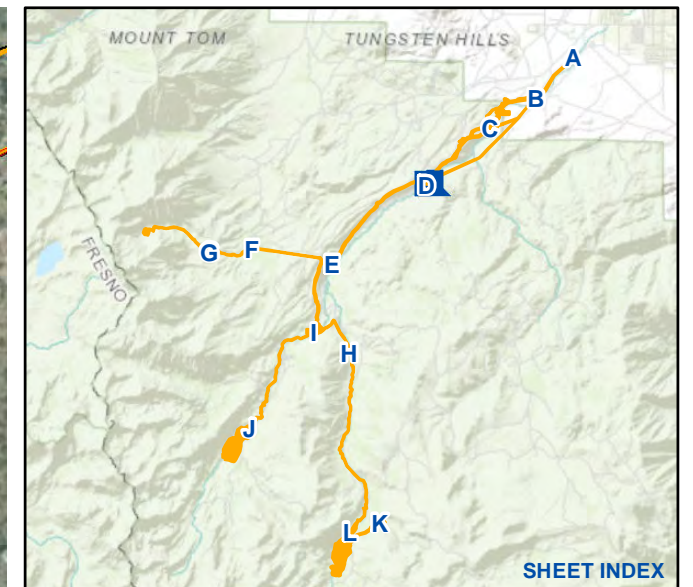 MOUNT TOM
TUNGSTEN HILLS
A
B
C
D
E
F
G
FRESNO
I
H
J
K
L
SHEET INDEX